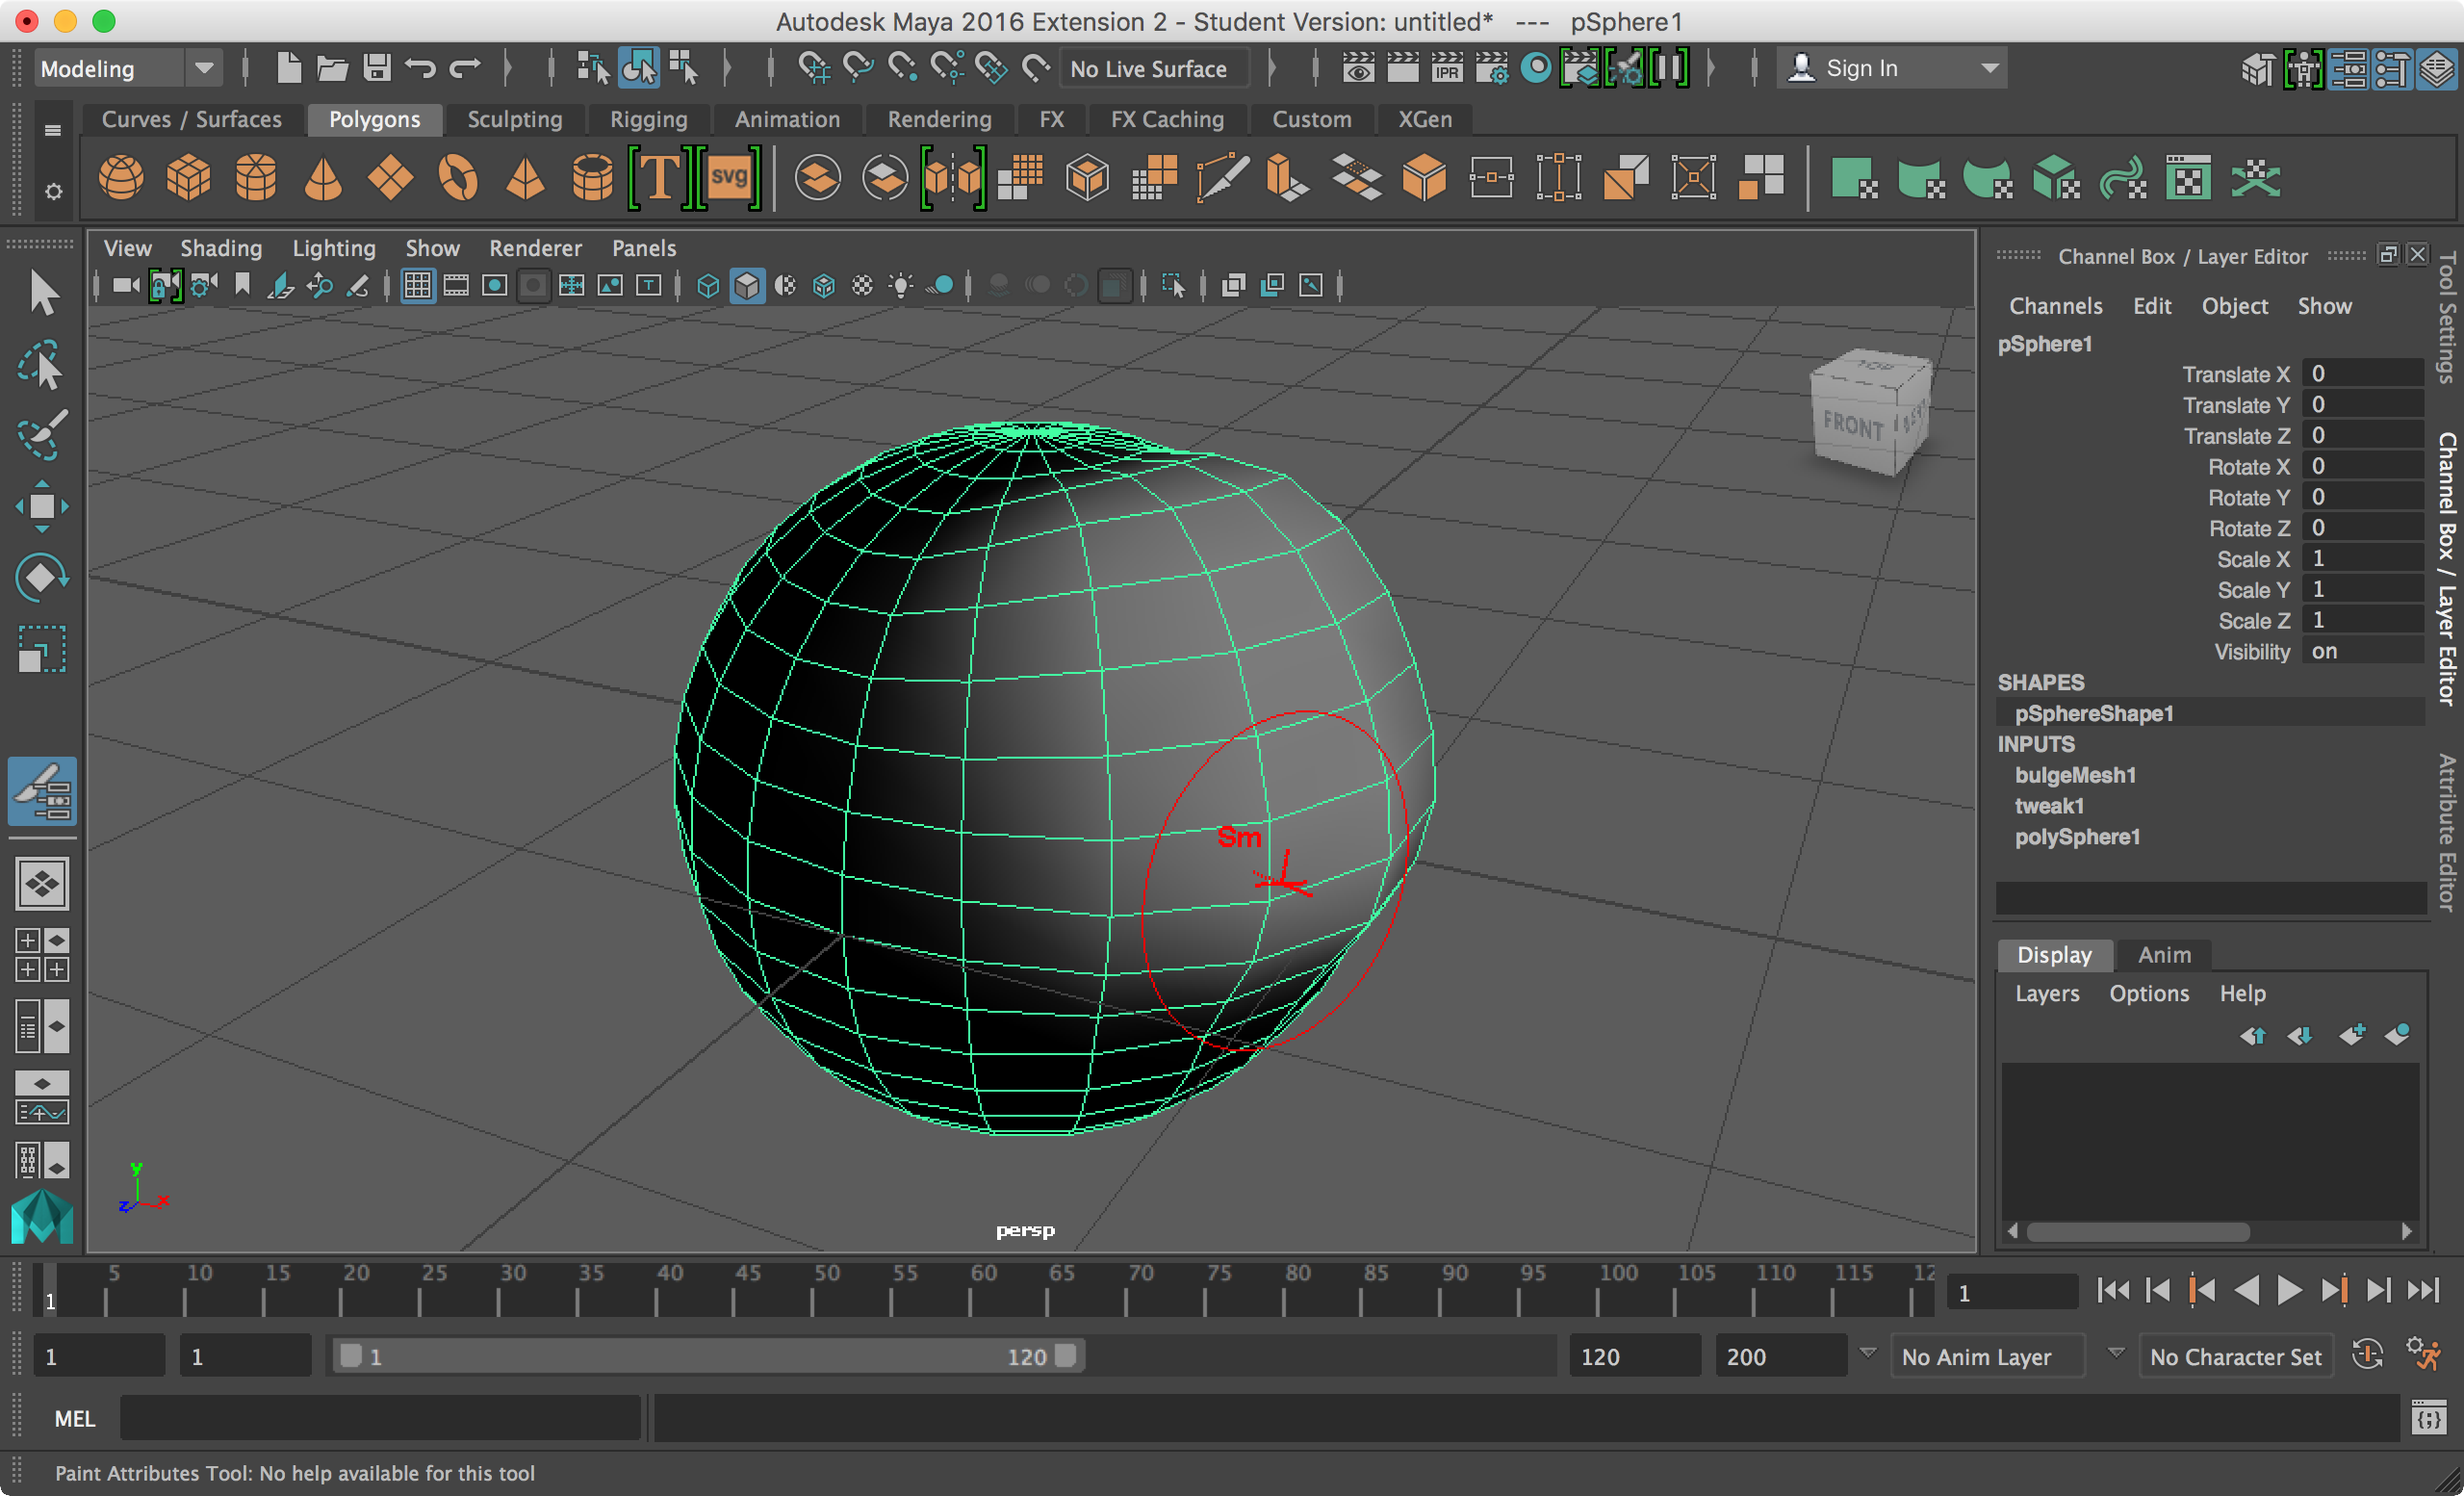 Autodesk Maya 2016 Extension 2 - Student Version: untitled*   ---   pSphere1
Modeling
No Live Surface
IPR
Sign In
Curves / Surfaces
Polygons
Sculpting
Rigging
Animation
Rendering
FX
FX Caching
Custom
XGen
T
svg
View
Shading
Lighting
Show
Renderer
Panels
TOP
FRONT
Sm
y
z
x
persp
Channel Box / Layer Editor
Channels
Edit
Object
Show
pSphere1
Translate X 0
Translate Y 0
Translate Z 0
Rotate X 0
Rotate Y 0
Rotate Z 0
Scale X 1
Scale Y 1
Scale Z 1
Visibility on
SHAPES
pSphereShape1
INPUTS
bulgeMesh1
tweak1
polySphere1
Display
Anim
Layers
Options
Help
Tool Settings
Channel Box / Layer Editor
Attribute Editor
5 10 15 20 25 30 35 40 45 50 55 60 65 70 75 80 85 90 95 100 105 110 115 12
1
1
1
1
1
120
120
200
No Anim Layer
No Character Set
MEL
Paint Attributes Tool: No help available for this tool